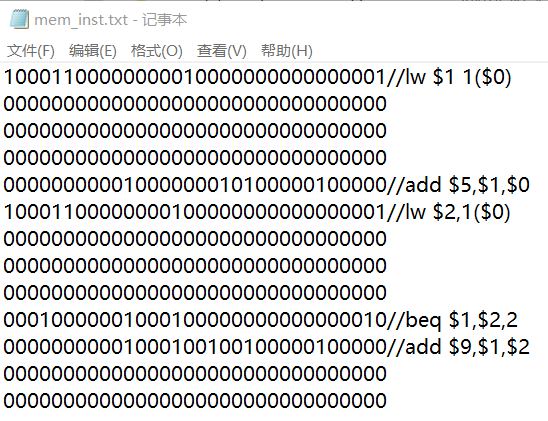 mem_inst.txt - 记事本
文件(F) 编辑(E) 格式(O) 查看(V) 帮助(H)
10001100000000010000000000000001//lw $1 1($0)
00000000000000000000000000000000
00000000000000000000000000000000
00000000000000000000000000000000
00000000001000000010100000100000//add $5,$1,$0
10001100000000100000000000000001//lw $2,1($0)
00000000000000000000000000000000
00000000000000000000000000000000
00000000000000000000000000000000
00010000001000100000000000000010//beq $1,$2,2
00000000001000100100100000100000//add $9,$1,$2
00000000000000000000000000000000
00000000000000000000000000000000